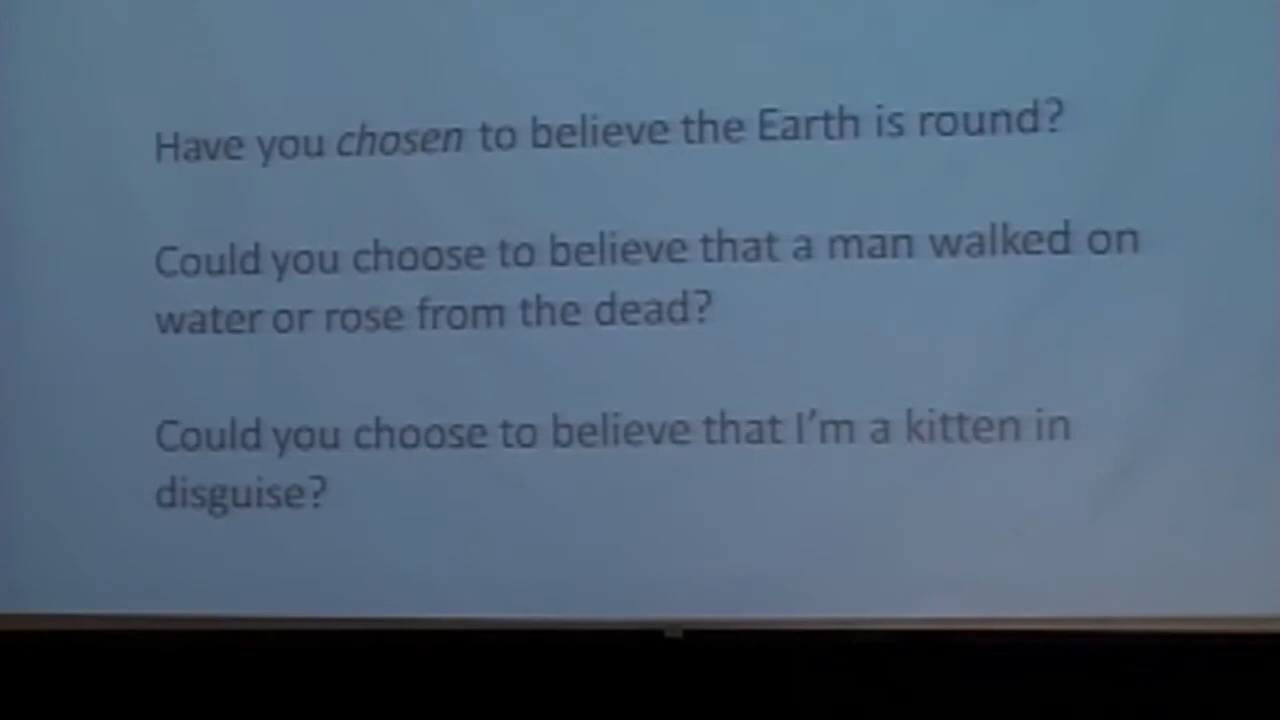 Have you chosen to believe the Earth is round?
Could you choose to believe that a man walked on
water or rose from the dead?
Could you choose to believe that I'm a kitten in
disguise?